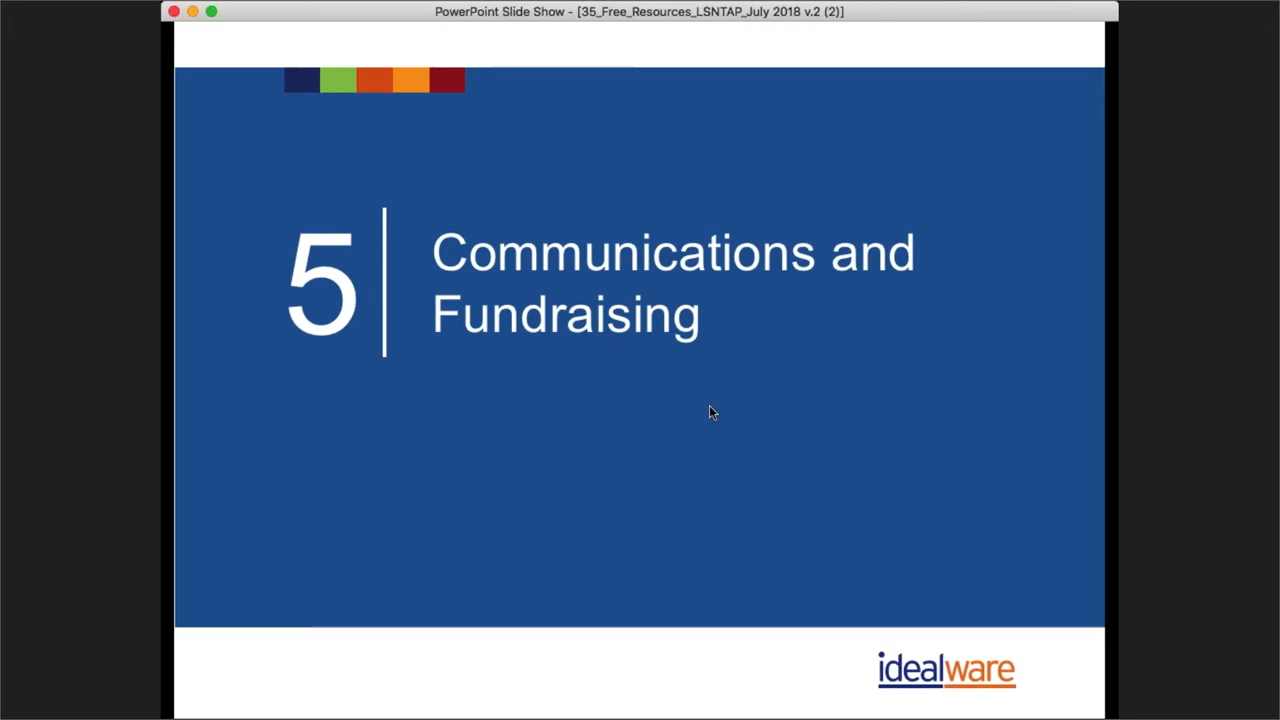 PowerPoint Slide Show - [35_Free_Resources_LSNTAP_July 2018 v.2 (2)]
5
Communications and
Fundraising
idealware